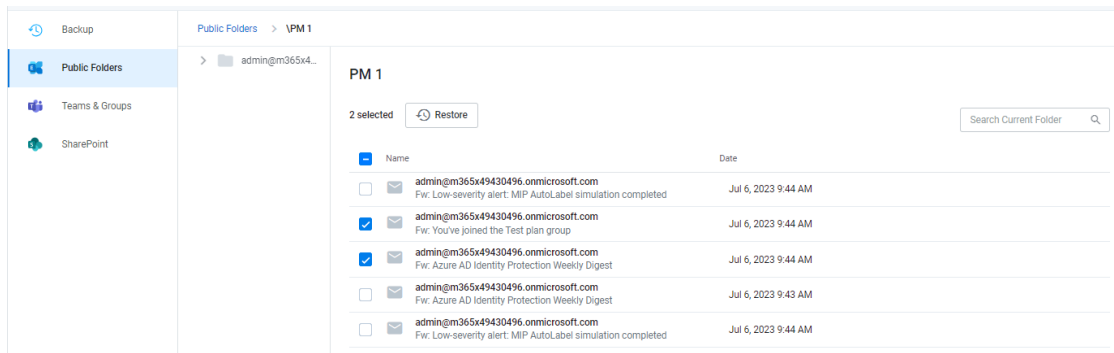 Backup
Public Folders > \PM 1
Public Folders
> admin@m365x4...
Teams & Groups
SharePoint
PM 1
2 selected Restore
Search Current Folder
Name Date
admin@m365x49430496.onmicrosoft.com
Fw: Low-severity alert: MIP AutoLabel simulation completed
Jul 6, 2023 9:44 AM
admin@m365x49430496.onmicrosoft.com
Fw: You've joined the Test plan group
Jul 6, 2023 9:44 AM
admin@m365x49430496.onmicrosoft.com
Fw: Azure AD Identity Protection Weekly Digest
Jul 6, 2023 9:44 AM
admin@m365x49430496.onmicrosoft.com
Fw: Azure AD Identity Protection Weekly Digest
Jul 6, 2023 9:43 AM
admin@m365x49430496.onmicrosoft.com
Fw: Low-severity alert: MIP AutoLabel simulation completed
Jul 6, 2023 9:44 AM